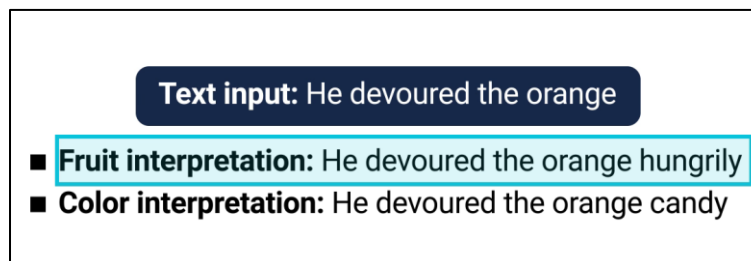 Text input: He devoured the orange
■ Fruit interpretation: He devoured the orange hungrily
■ Color interpretation: He devoured the orange candy